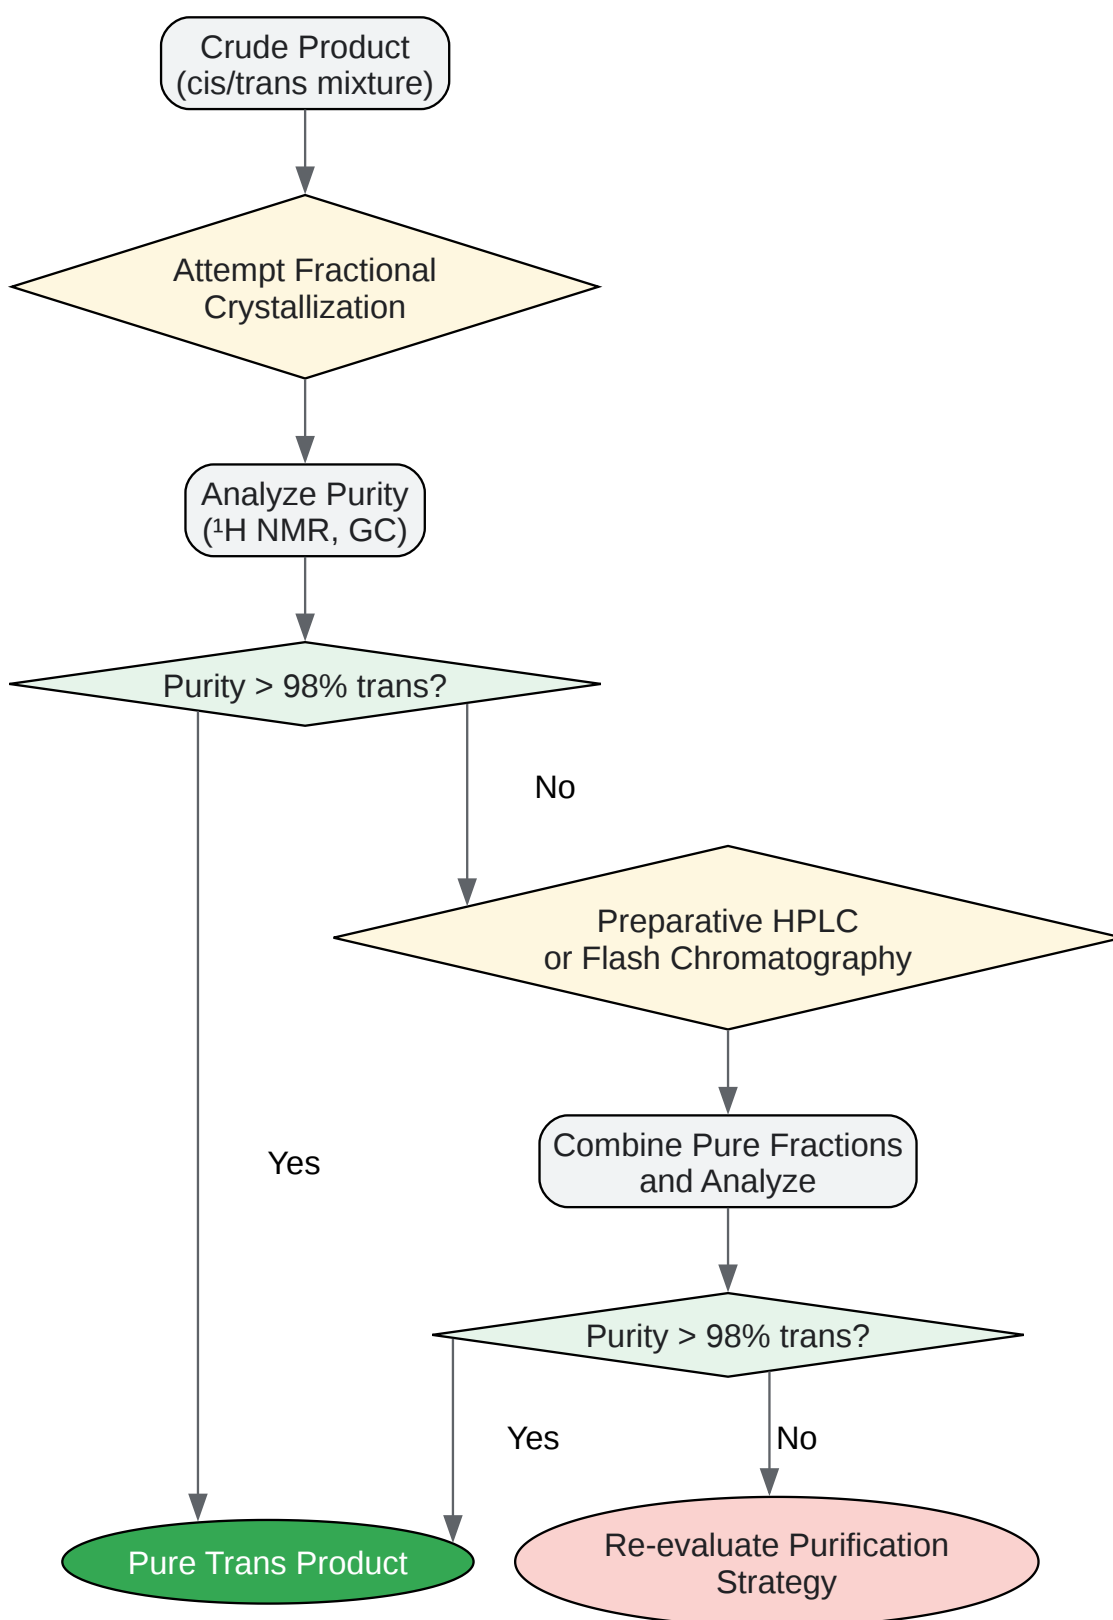 Crude Product
(cis/trans mixture)
Attempt Fractional
Crystallization
Analyze Purity
(¹H NMR, GC)
Purity > 98% trans?
No
Preparative HPLC
or Flash Chromatography
Yes
Combine Pure Fractions
and Analyze
Purity > 98% trans?
Yes
No
Pure Trans Product
Re-evaluate Purification
Strategy